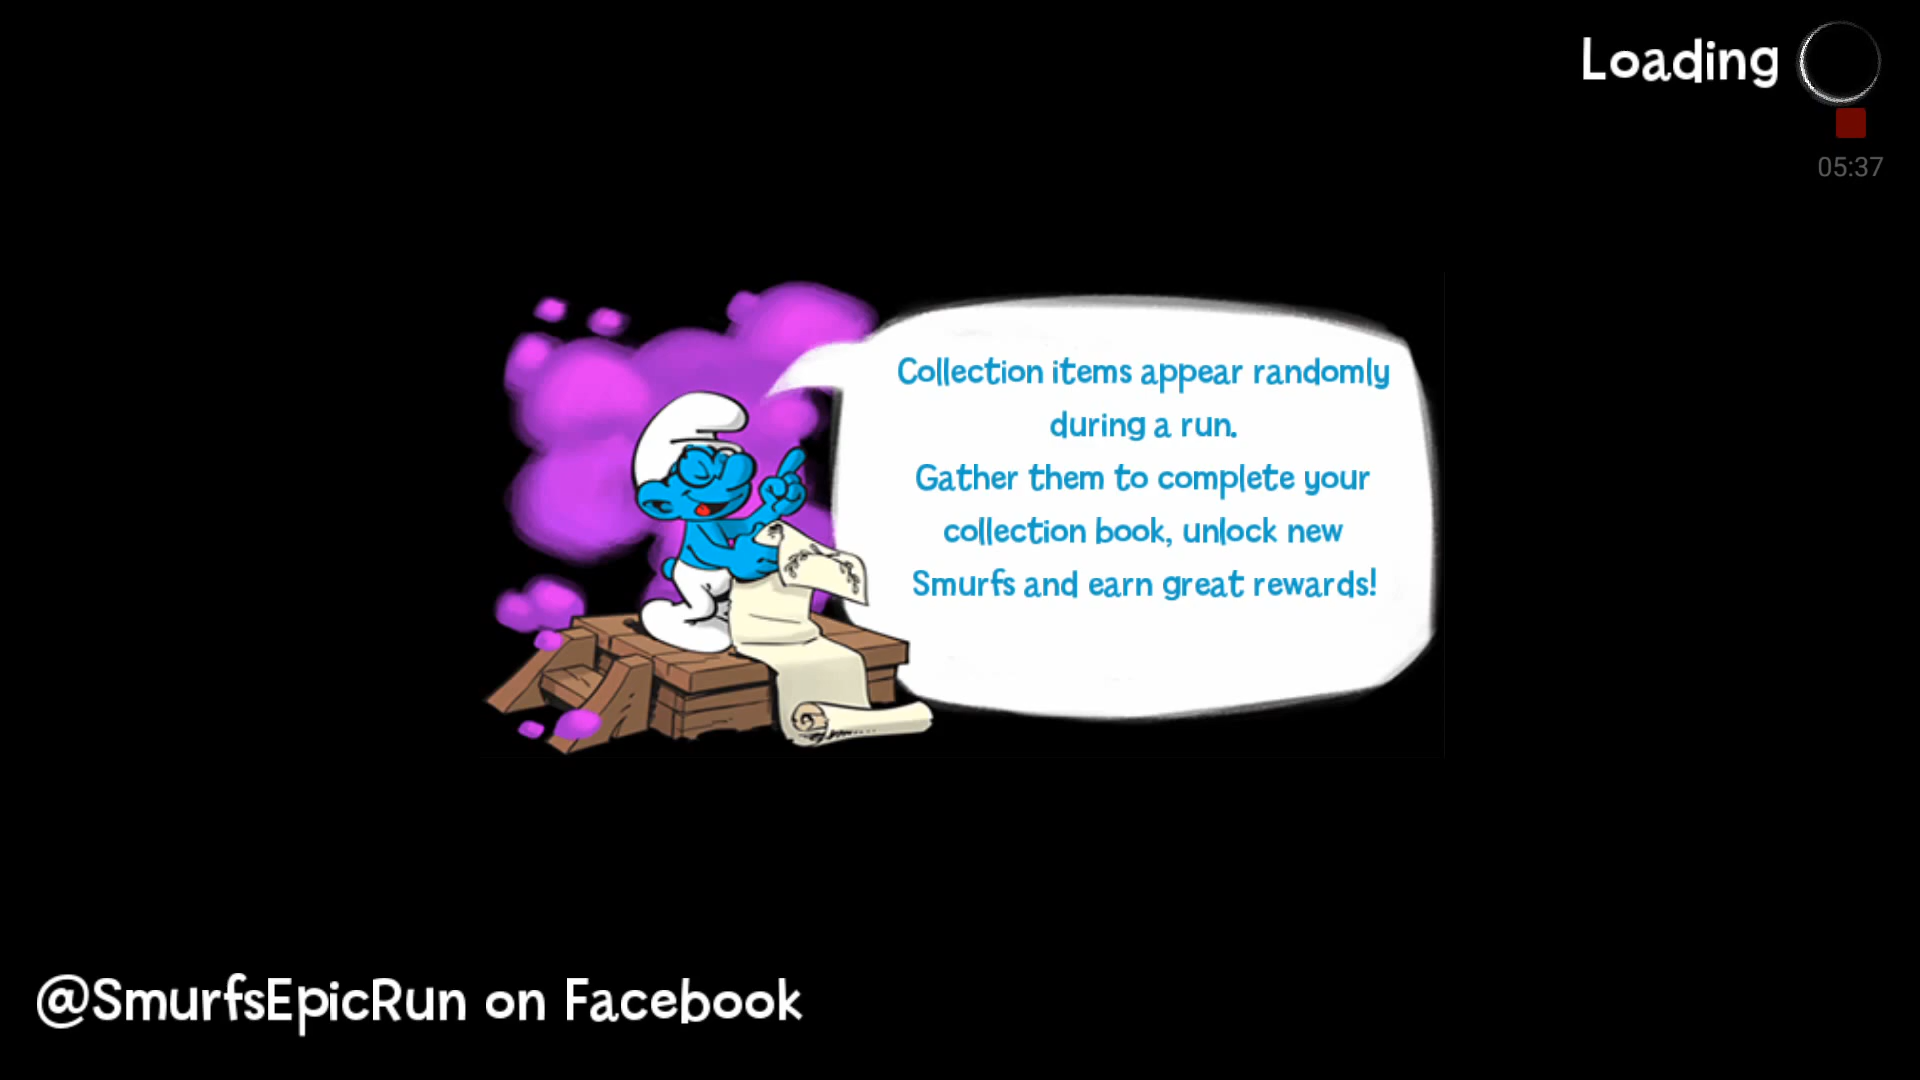 Loading
05:37
Collection items appear randomly
during a run.
Gather them to complete your
collection book, unlock new
Smurfs and earn great rewards!
@SmurfsEpicRun on Facebook